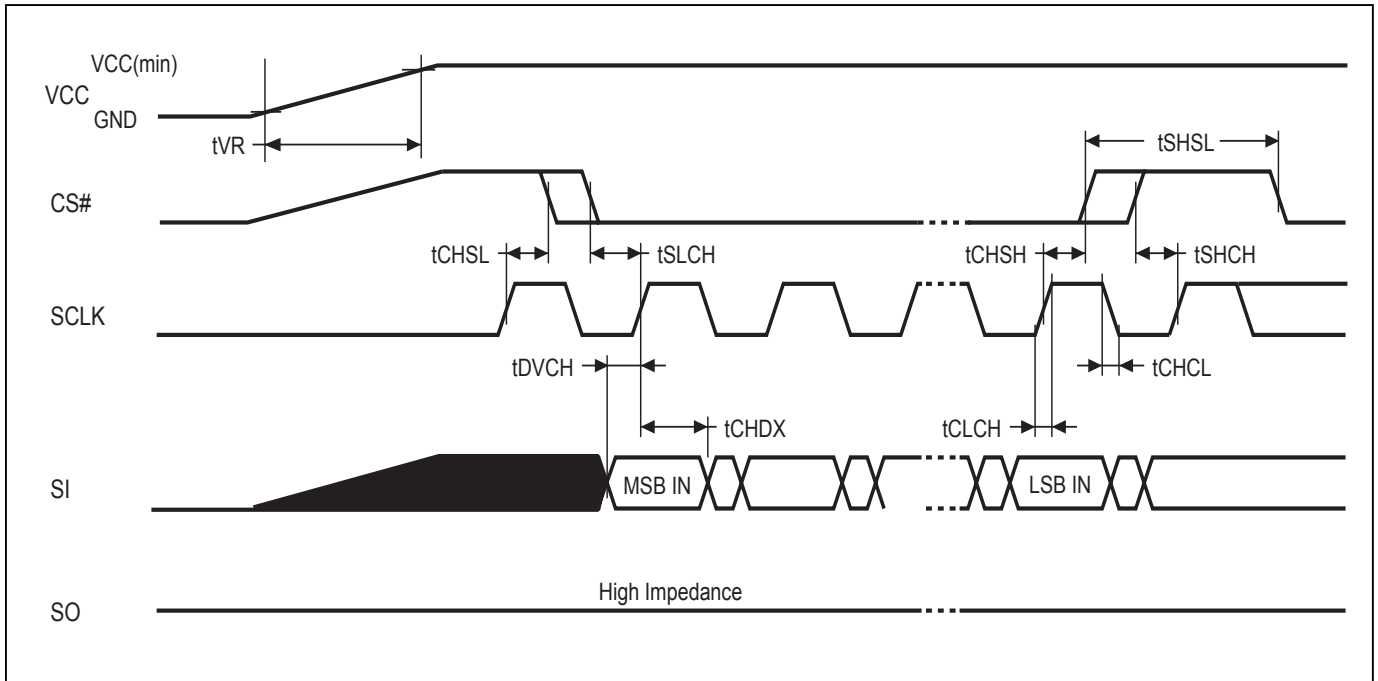 VCC(min)
VCC
GND
tVR
tSHSL
CS#
tCHSL
tSLCH
tCHSH
tSHCH
SCLK
tDVCH
tCHCL
tCHDX
tCLCH
SI
MSB IN
LSB IN
High Impedance
SO